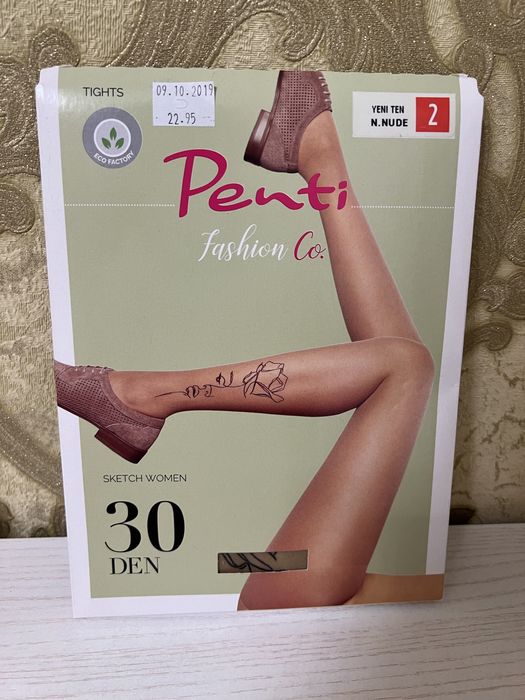 TIGHTS
09.10.2019
22.95
YENI TEN
N.NUDE
2
ECO FACTORY
Penti
Fashion Co.
SKETCH WOMEN
30
DEN